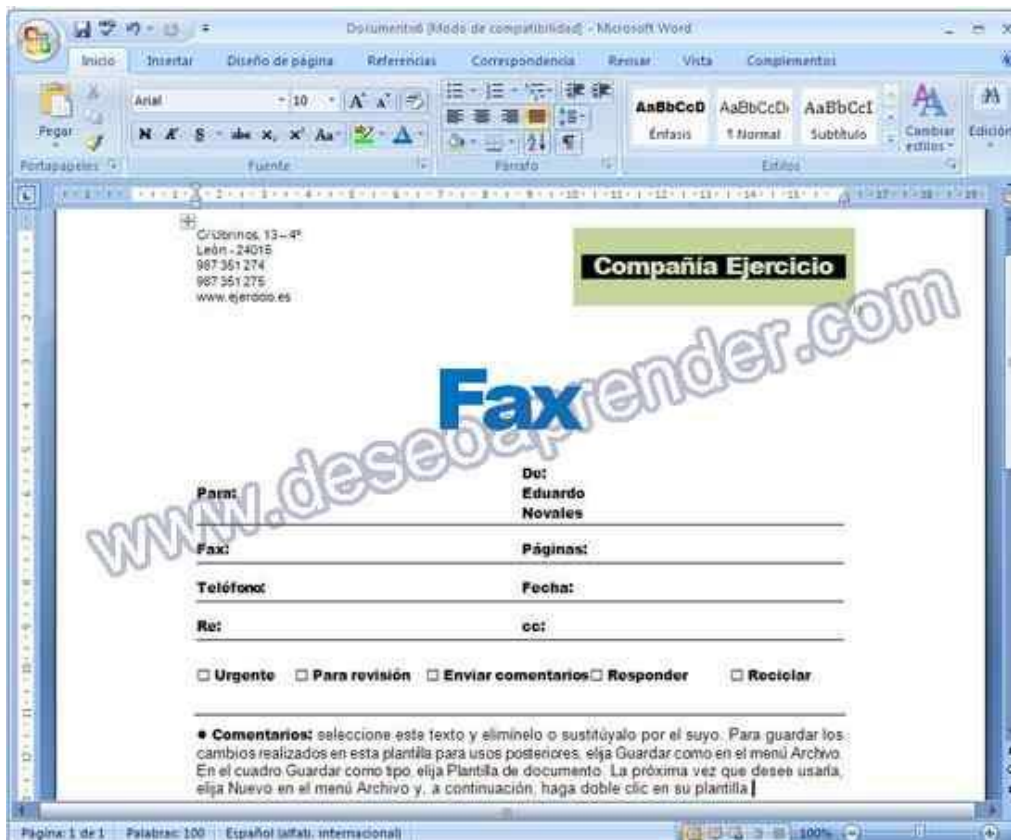 Documento6 [Modo de compatibilidad] - Microsoft Word
Inicio Insertar Diseño de página Referencias Correspondencia Revisar Vista Complementos
Pegar
Arial 10
N K S abc x, x' Aa A
AaBbCcD AaBbCcD AaBbCcI
Énfasis ¶ Normal Subtítulo
Cambiar estilos
Edición
Portapapeles Fuente Párrafo Estilos
León - 24015
987 351 274
987 351 275
www.ejercicio.es
Compañía Ejercicio
Fax
www.deseoaprender.com
Para: De: Eduardo Novales
Fax: Páginas:
Teléfono: Fecha:
Re: cc:
□ Urgente □ Para revisión □ Enviar comentarios □ Responder □ Reciclar
● Comentarios: seleccione este texto y elimínelo o sustitúyalo por el suyo. Para guardar los
cambios realizados en esta plantilla para usos posteriores, elija Guardar como en el menú Archivo.
En el cuadro Guardar como tipo, elija Plantilla de documento. La próxima vez que desee usarla,
elija Nuevo en el menú Archivo y, a continuación, haga doble clic en su plantilla
Página: 1 de 1 Palabras: 100 Español (alfab. internacional) 100%